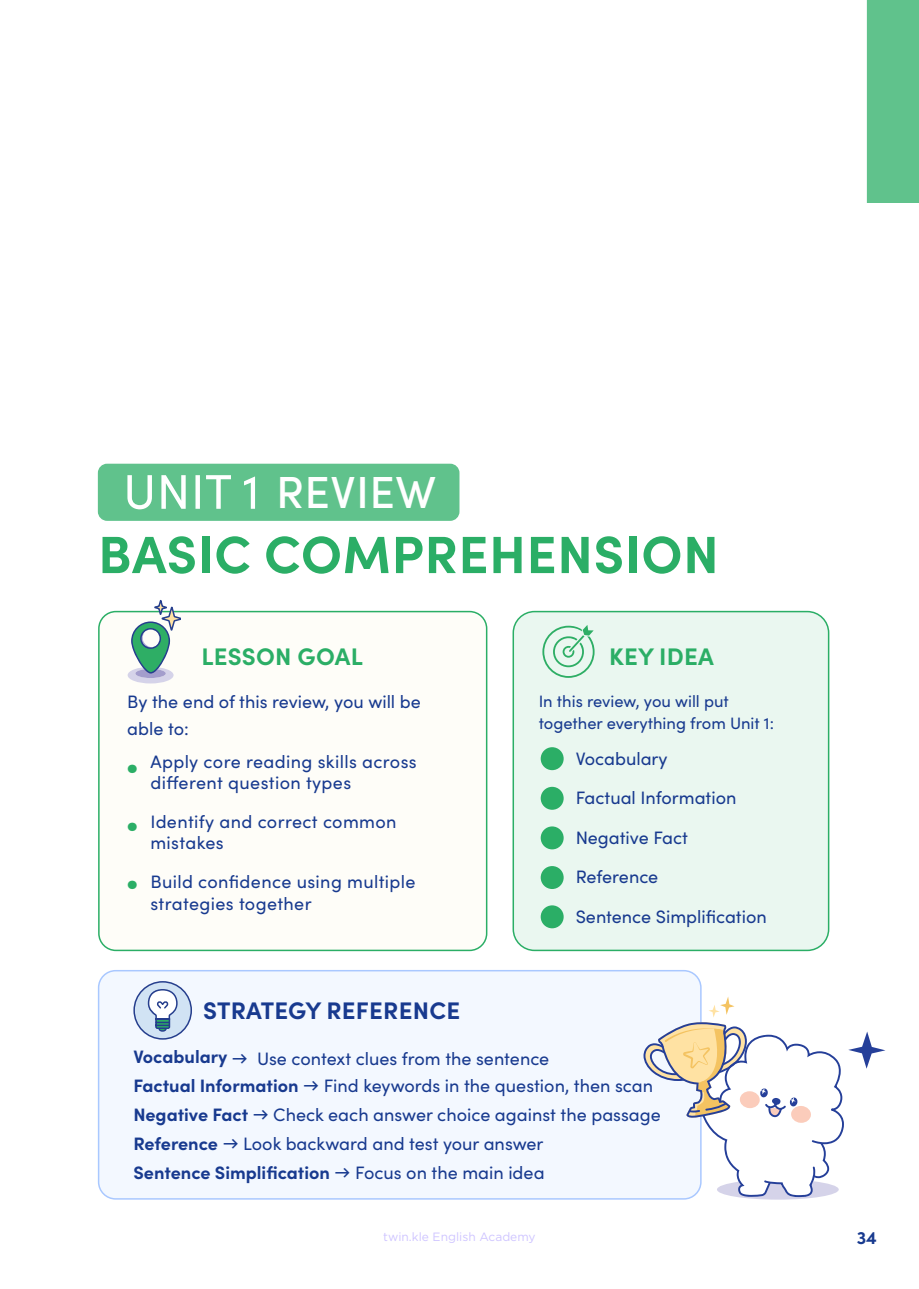 UNIT 1 REVIEW
BASIC COMPREHENSION
LESSON GOAL
By the end of this review, you will be
able to:
Apply core reading skills across
different question types
Identify and correct common
mistakes
Build confidence using multiple
strategies together
KEY IDEA
In this review, you will put
together everything from Unit 1:
Vocabulary
Factual Information
Negative Fact
Reference
Sentence Simplification
STRATEGY REFERENCE
Vocabulary → Use context clues from the sentence
Factual Information → Find keywords in the question, then scan
Negative Fact → Check each answer choice against the passage
Reference → Look backward and test your answer
Sentence Simplification → Focus on the main idea
twin.kle English Academy
34